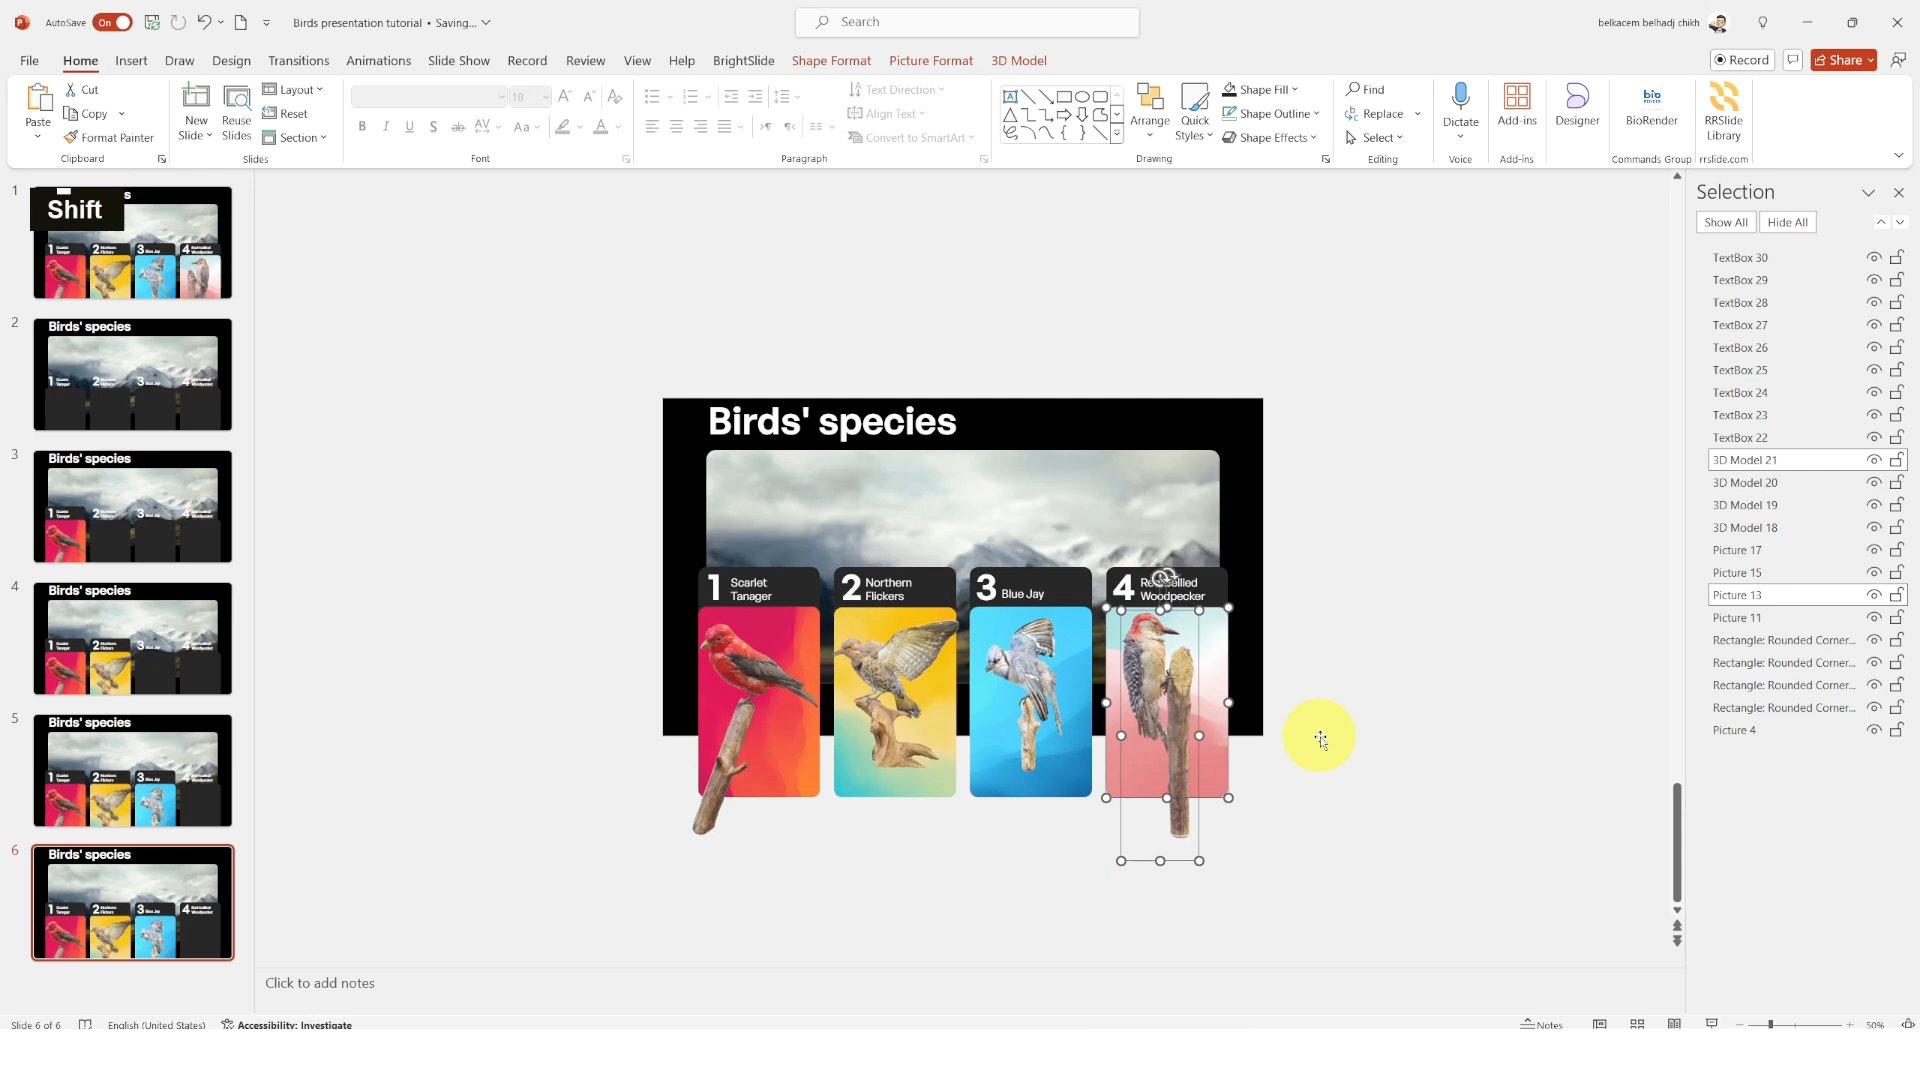 AutoSave On Birds presentation tutorial • Saving... Search belkacem belhadj chikh
File Home Insert Draw Design Transitions Animations Slide Show Record Review View Help BrightSlide Shape Format Picture Format 3D Model Record Share
Paste Cut Copy Format Painter Clipboard
New Slide Reuse Slides Layout Reset Section Slides
18 Font
Text Direction Align Text Convert to SmartArt Paragraph
Arrange Quick Styles Shape Fill Shape Outline Shape Effects Drawing
Find Replace Select Editing
Dictate Voice
Add-ins Add-ins
Designer
BioRender Commands Group
RRSlide Library rrslide.com
1 Shift
2 Birds' species
3 Birds' species
4 Birds' species
5 Birds' species
6 Birds' species
Birds' species
1 Scarlet Tanager
2 Northern Flickers
3 Blue Jay
4 Woodpecker
Selection
Show All Hide All
TextBox 30
TextBox 29
TextBox 28
TextBox 27
TextBox 26
TextBox 25
TextBox 24
TextBox 23
TextBox 22
3D Model 21
3D Model 20
3D Model 19
3D Model 18
Picture 17
Picture 15
Picture 13
Picture 11
Rectangle: Rounded Corner...
Rectangle: Rounded Corner...
Rectangle: Rounded Corner...
Rectangle: Rounded Corner...
Picture 4
Click to add notes
Slide 6 of 6 English (United States) Accessibility: Investigate Notes 50%